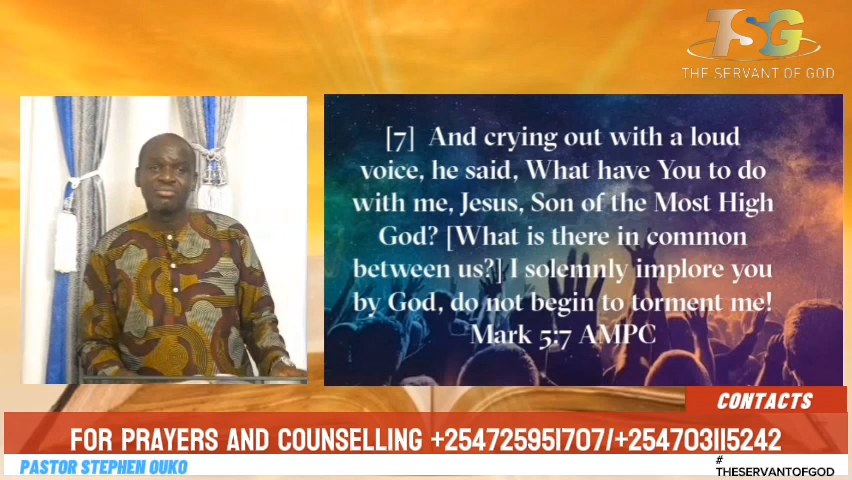 TSG
THE SERVANT OF GOD
[7] And crying out with a loud
voice, he said, What have You to do
with me, Jesus, Son of the Most High
God? [What is there in common
between us?] I solemnly implore you
by God, do not begin to torment me!
Mark 5:7 AMPC
CONTACTS
FOR PRAYERS AND COUNSELLING +254725951707/+254703115242
PASTOR STEPHEN OUKO
#
THESERVANTOFGOD